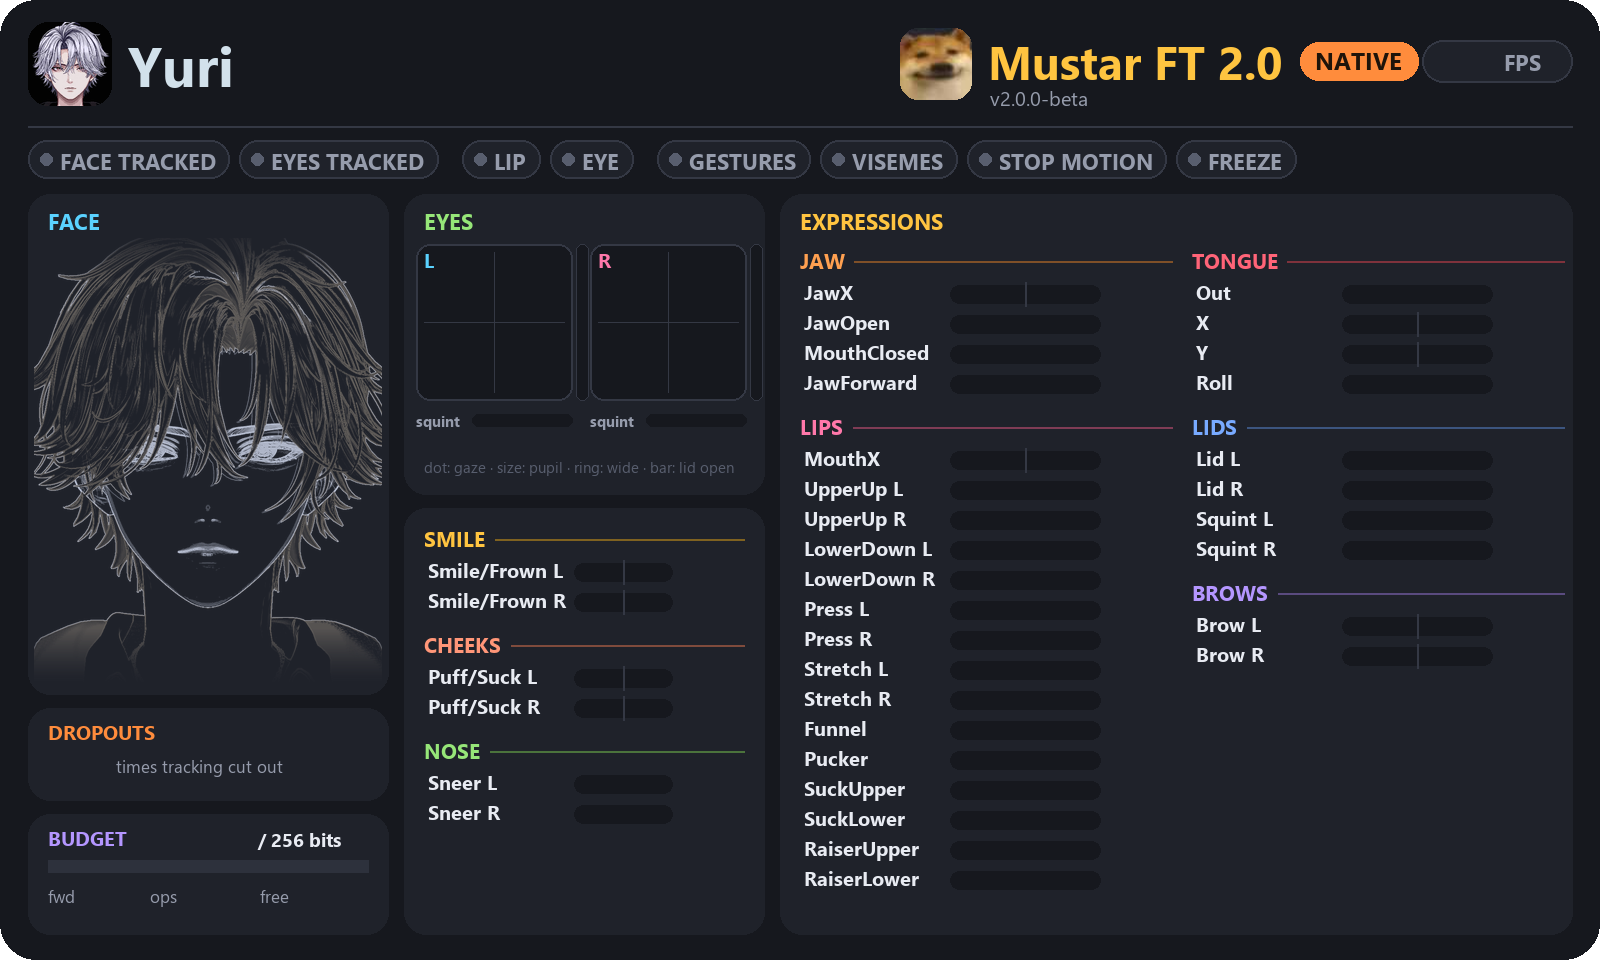 Yuri
Mustar FT 2.0
NATIVE
FPS
v2.0.0-beta
FACE TRACKED
EYES TRACKED
LIP
EYE
GESTURES
VISEMES
STOP MOTION
FREEZE
FACE
DROPOUTS
times tracking cut out
BUDGET
/ 256 bits
fwd
ops
free
EYES
L
R
squint
squint
dot: gaze · size: pupil · ring: wide · bar: lid open
SMILE
Smile/Frown L
Smile/Frown R
CHEEKS
Puff/Suck L
Puff/Suck R
NOSE
Sneer L
Sneer R
EXPRESSIONS
JAW
JawX
JawOpen
MouthClosed
JawForward
LIPS
MouthX
UpperUp L
UpperUp R
LowerDown L
LowerDown R
Press L
Press R
Stretch L
Stretch R
Funnel
Pucker
SuckUpper
SuckLower
RaiserUpper
RaiserLower
TONGUE
Out
X
Y
Roll
LIDS
Lid L
Lid R
Squint L
Squint R
BROWS
Brow L
Brow R